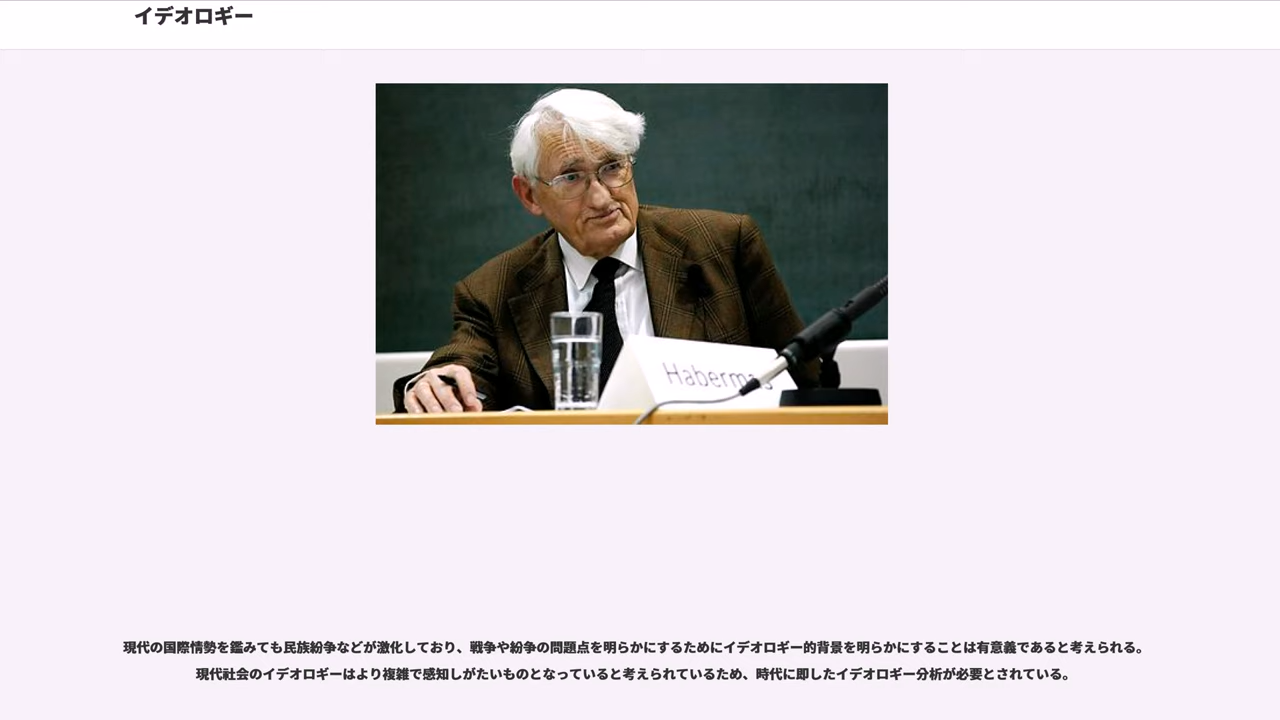 イデオロギー
Habermas
現代の国際情勢を鑑みても民族紛争などが激化しており、戦争や紛争の問題点を明らかにするためにイデオロギー的背景を明らかにすることは有意義であると考えられる。
現代社会のイデオロギーはより複雑で感知しがたいものとなっていると考えられているため、時代に即したイデオロギー分析が必要とされている。